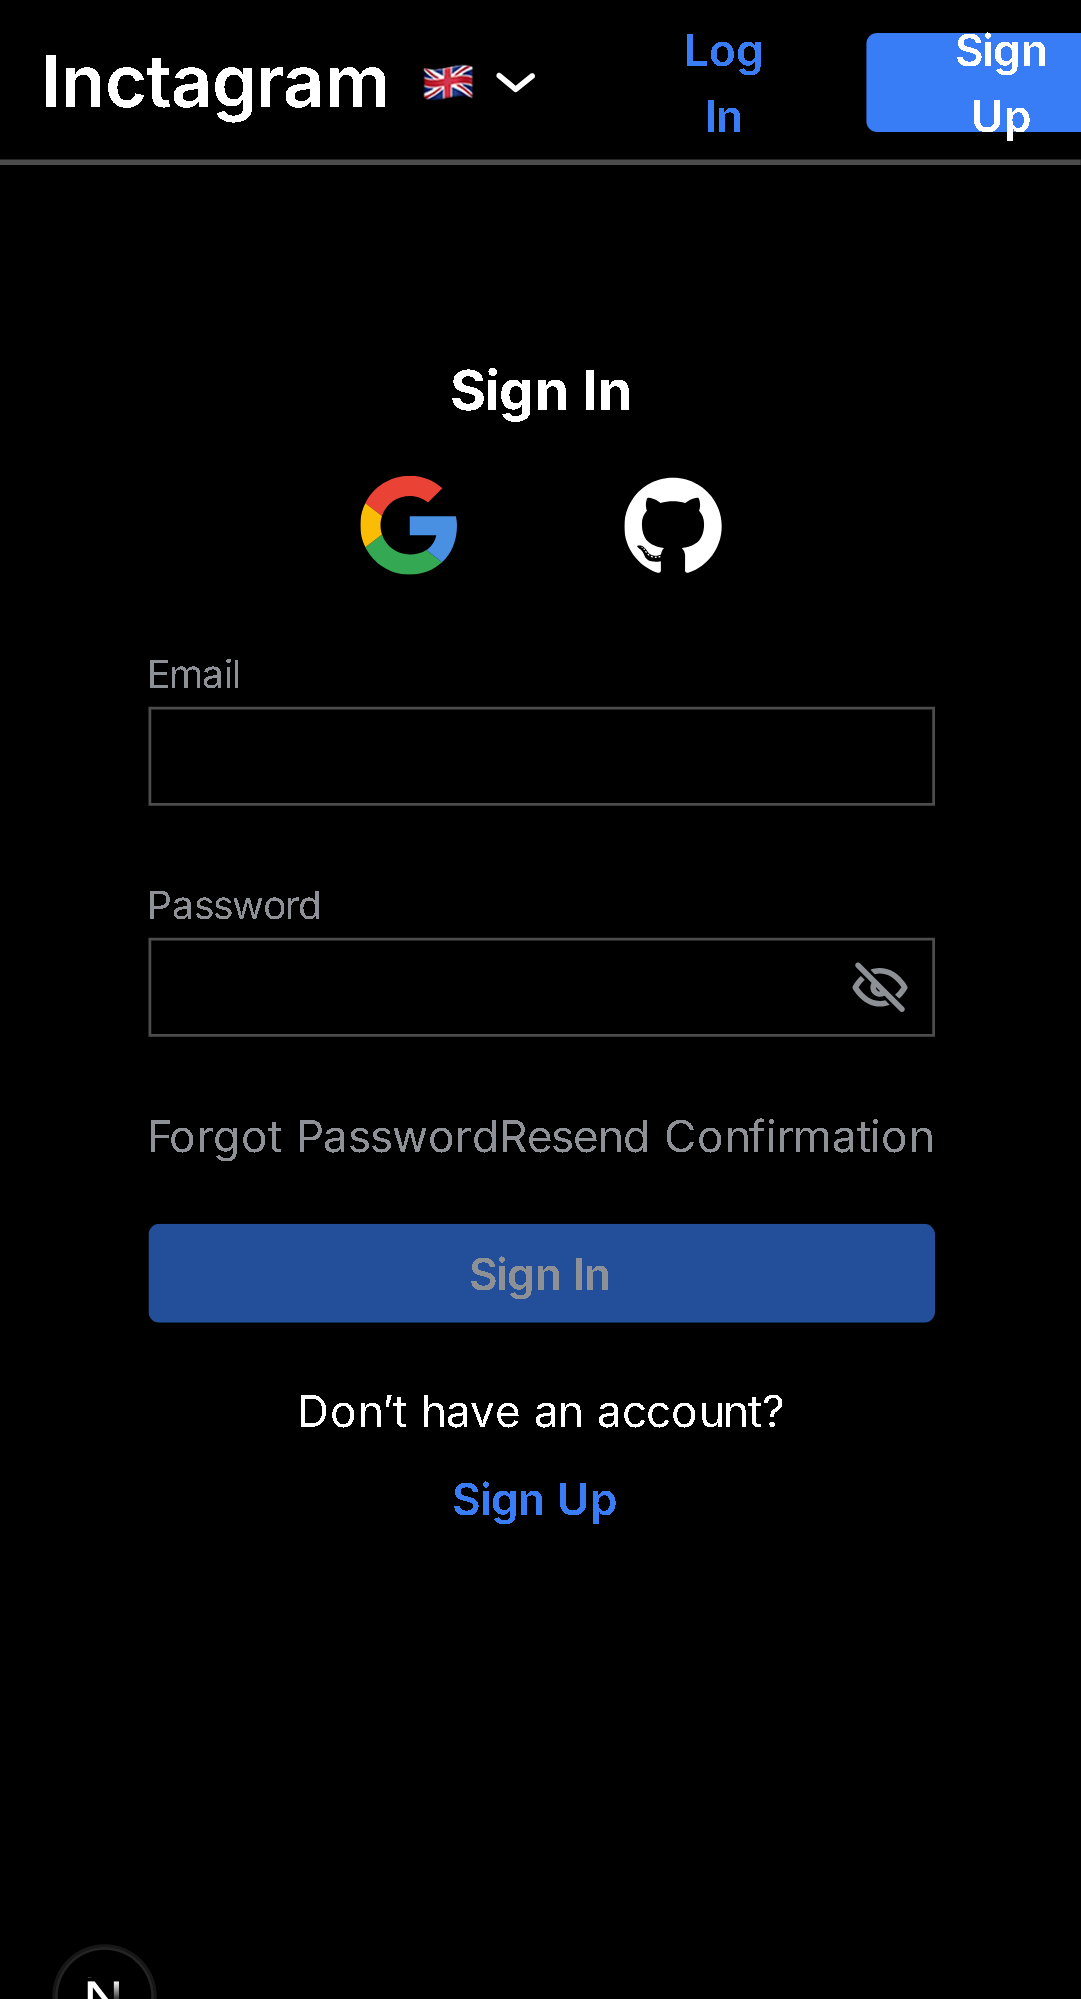 Inctagram
Log
In
Sign
Up
Sign In
Email
Password
Forgot PasswordResend Confirmation
Sign In
Don’t have an account?
Sign Up
N